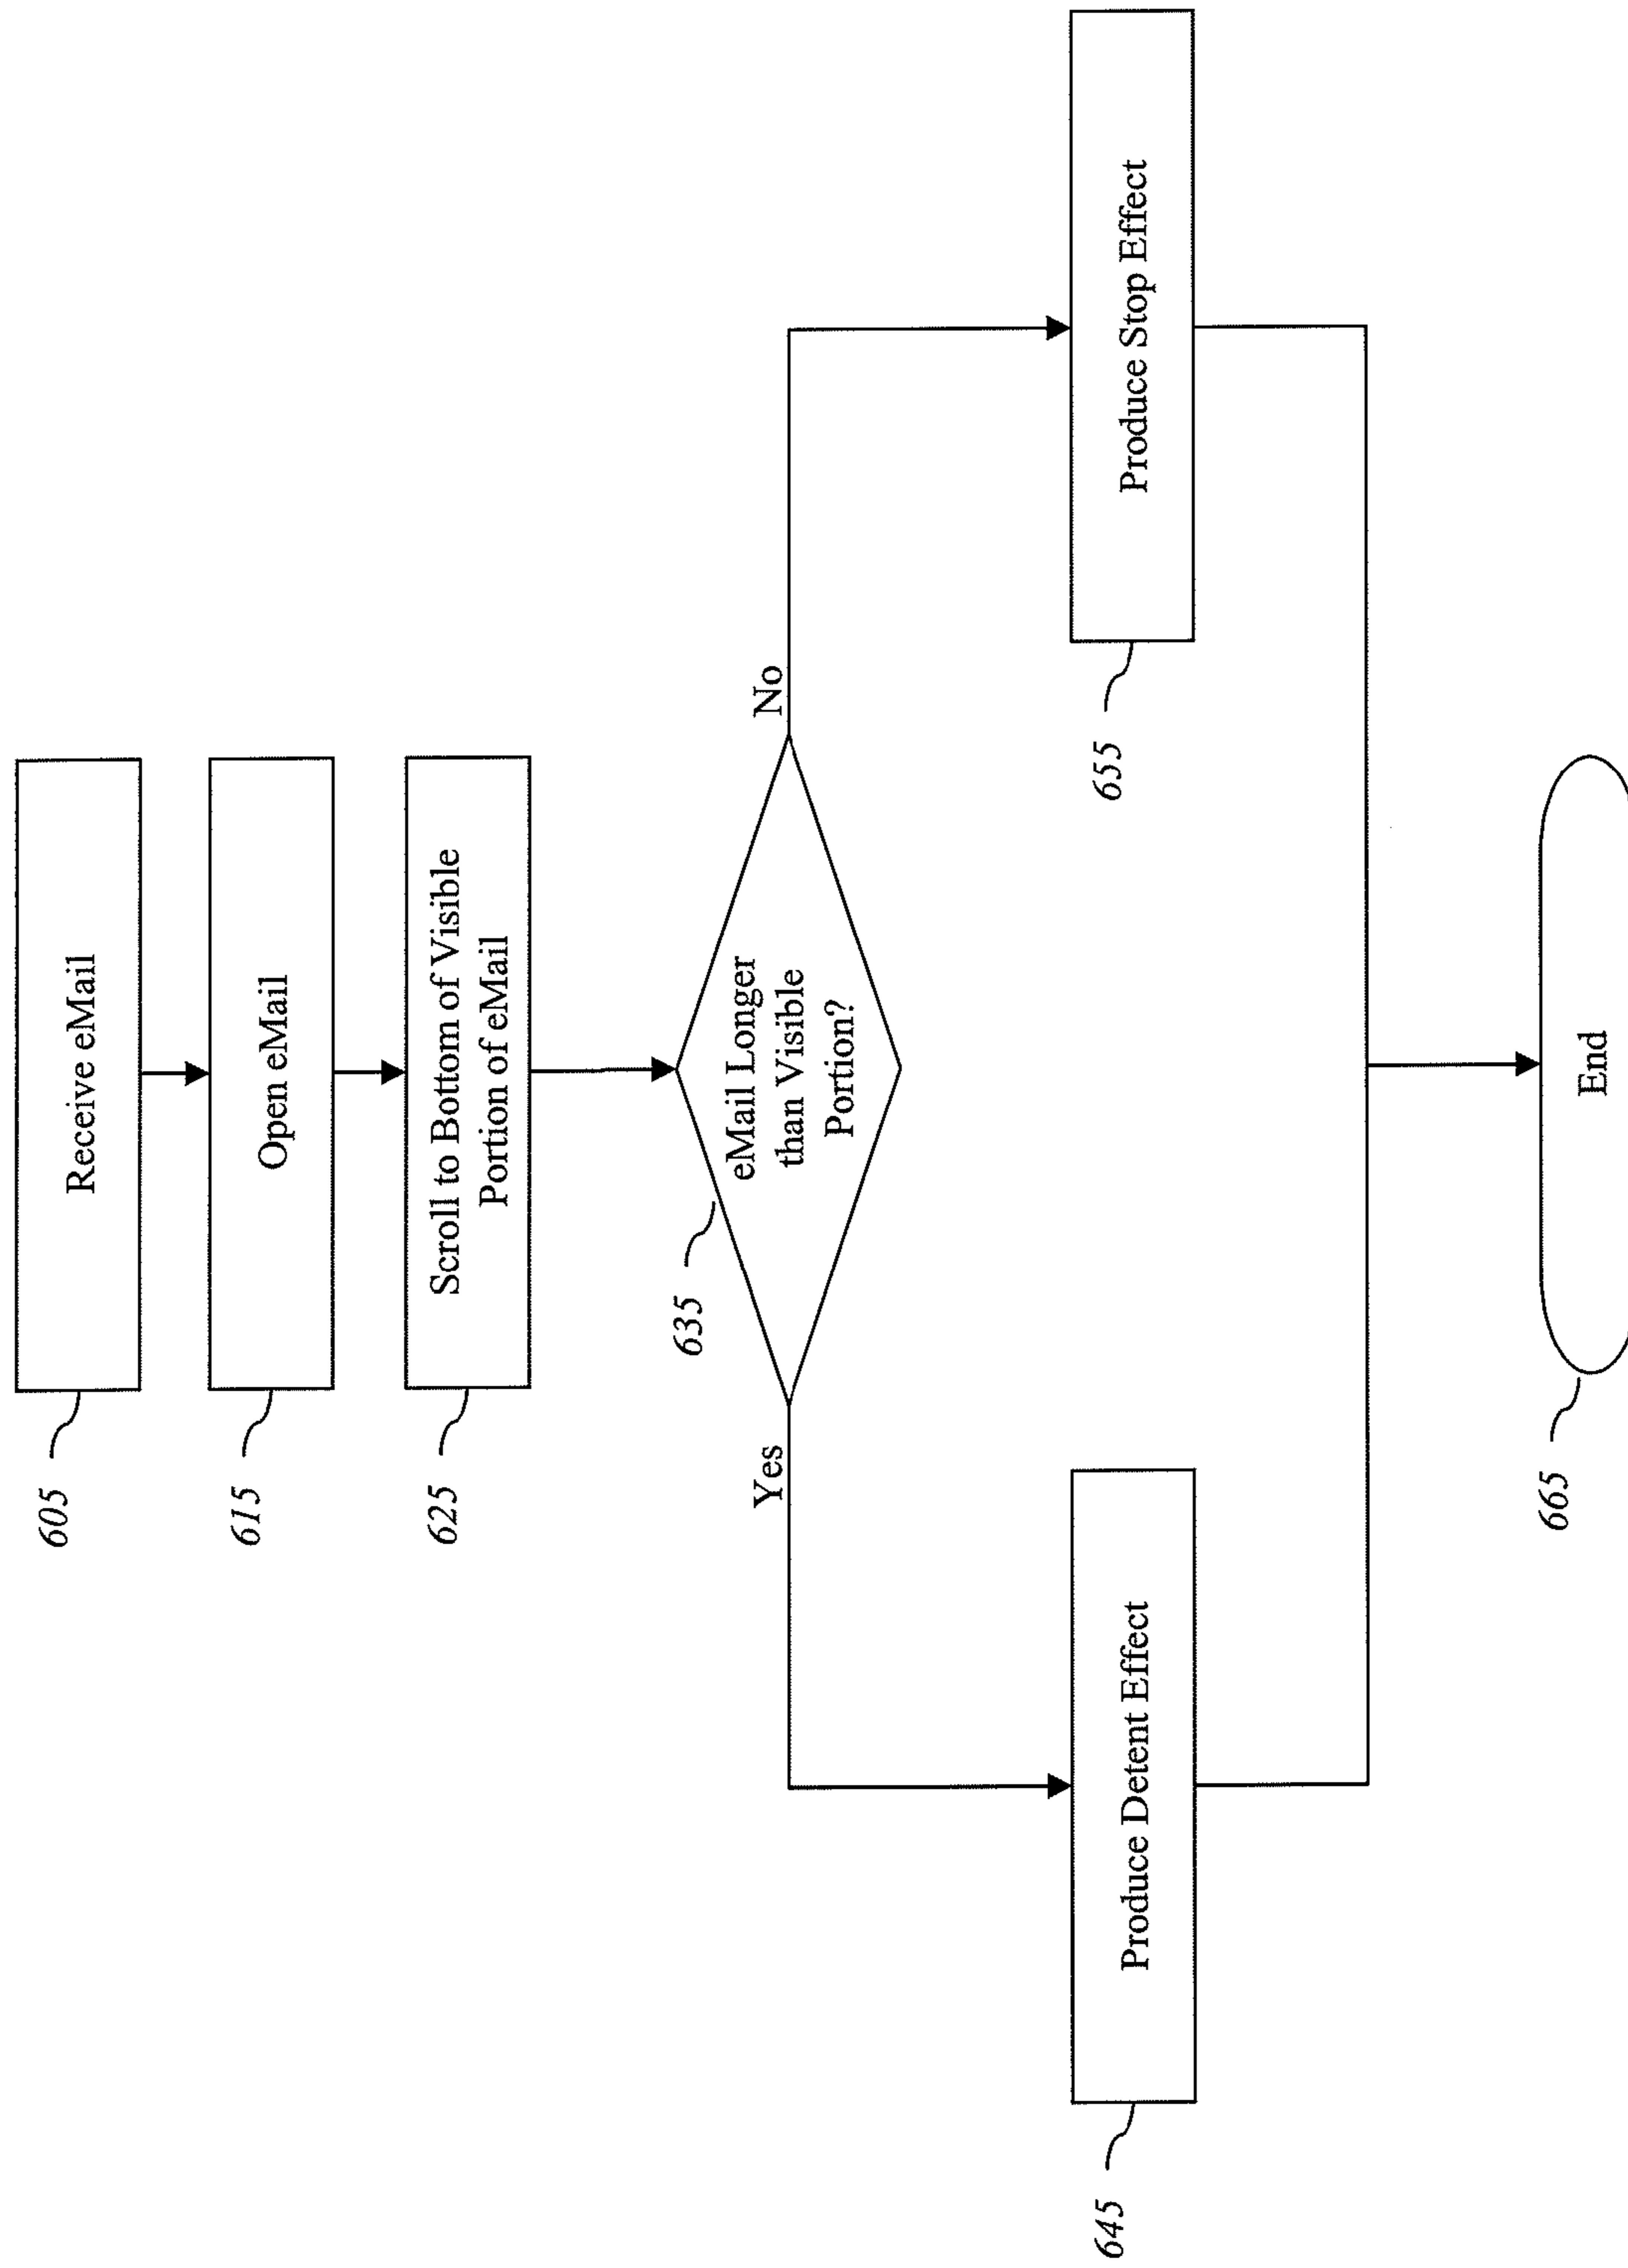 605
Receive eMail
615
Open eMail
625
Scroll to Bottom of Visible
Portion of eMail
635
eMail Longer
than Visible
Portion?
Yes
No
645
Produce Detent Effect
655
Produce Stop Effect
665
End